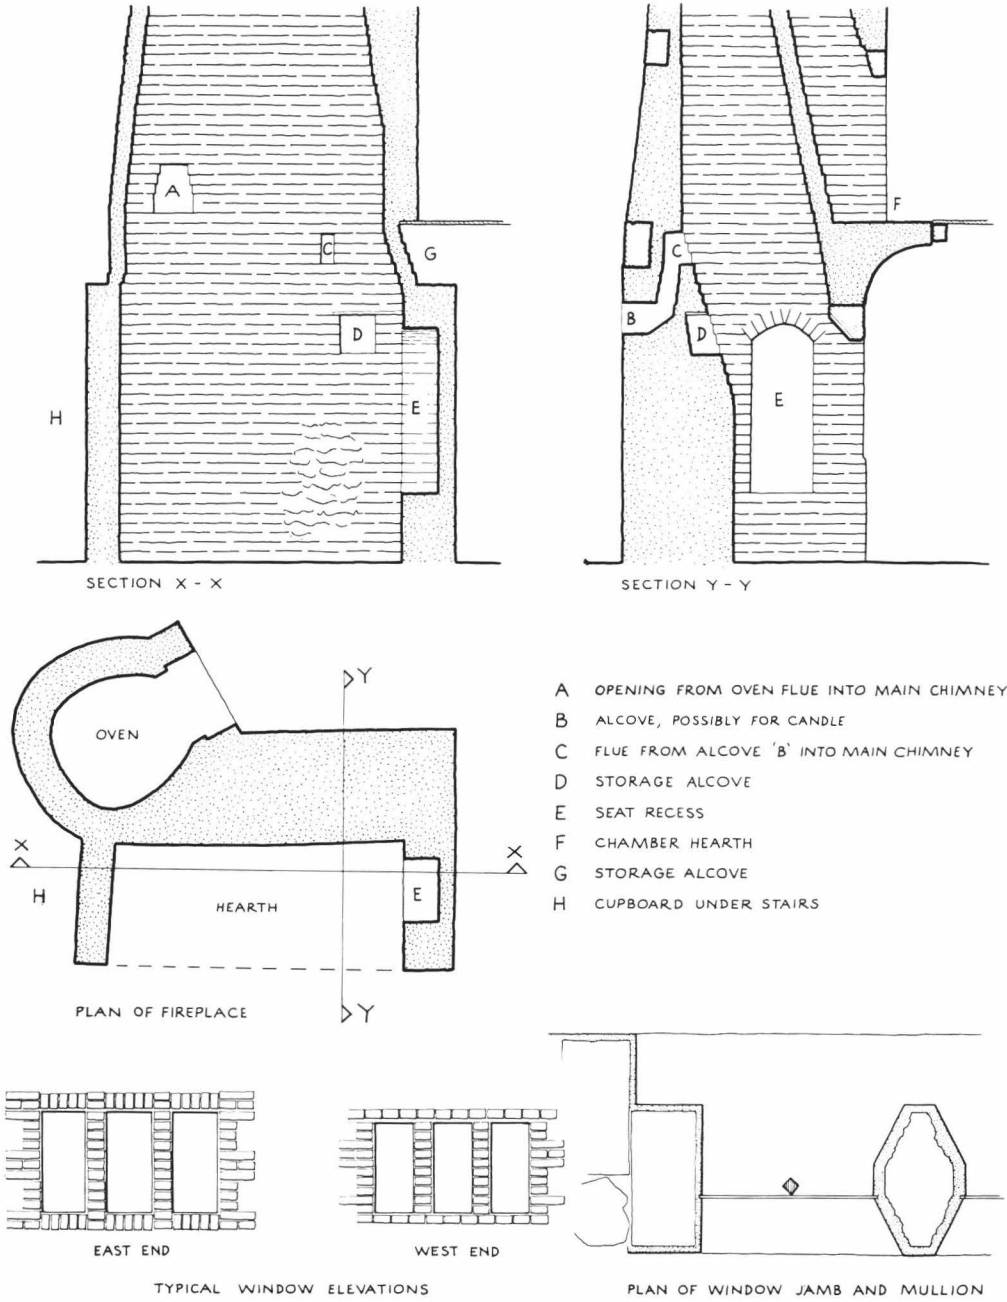 A
C
G
D
H
E
SECTION X - X
F
C
B
D
E
SECTION Y - Y
Y
OVEN
X
X
H
E
HEARTH
PLAN OF FIREPLACE
Y
A OPENING FROM OVEN FLUE INTO MAIN CHIMNEY
B ALCOVE, POSSIBLY FOR CANDLE
C FLUE FROM ALCOVE 'B' INTO MAIN CHIMNEY
D STORAGE ALCOVE
E SEAT RECESS
F CHAMBER HEARTH
G STORAGE ALCOVE
H CUPBOARD UNDER STAIRS
EAST END
WEST END
TYPICAL WINDOW ELEVATIONS
PLAN OF WINDOW JAMB AND MULLION